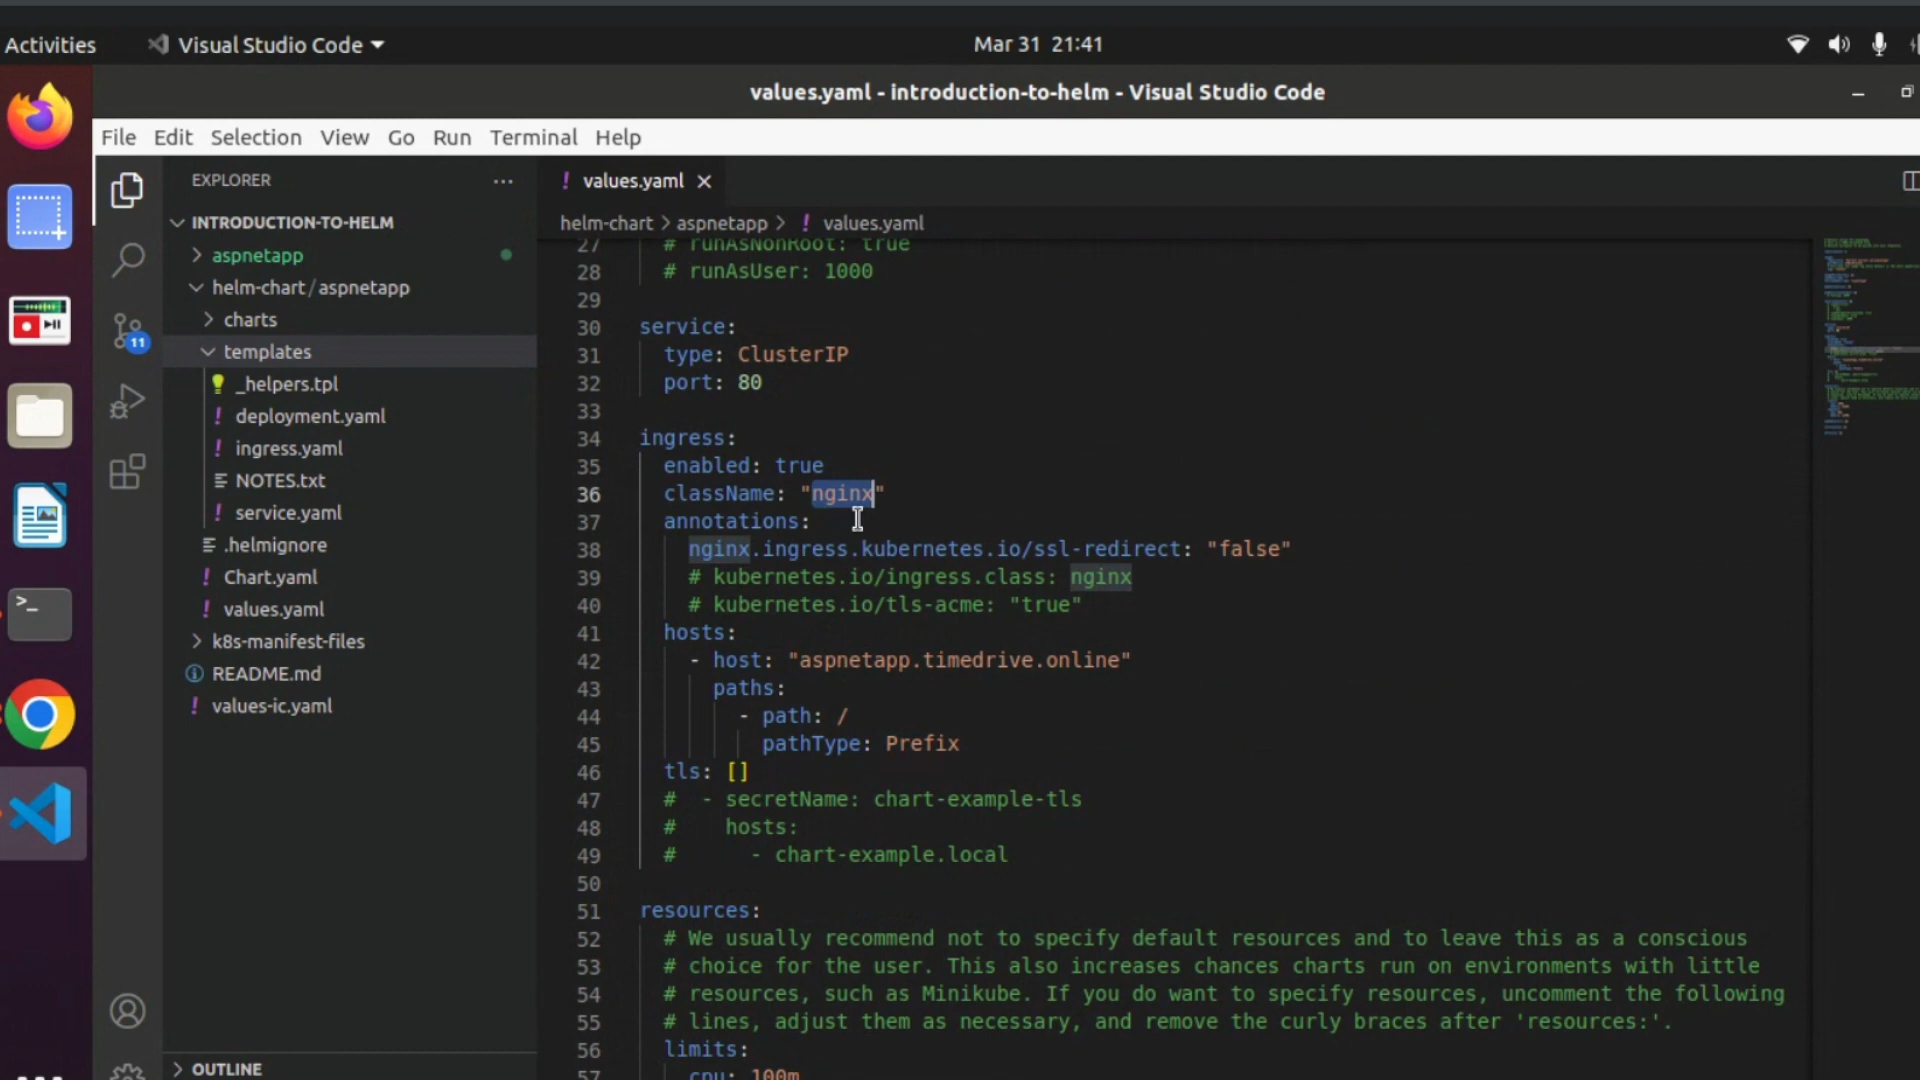 Activities
Visual Studio Code
Mar 31 21:41
values.yaml - introduction-to-helm - Visual Studio Code
File Edit Selection View Go Run Terminal Help
EXPLORER
INTRODUCTION-TO-HELM
aspnetapp
helm-chart / aspnetapp
charts
templates
_helpers.tpl
deployment.yaml
ingress.yaml
NOTES.txt
service.yaml
.helmignore
Chart.yaml
values.yaml
k8s-manifest-files
README.md
values-ic.yaml
OUTLINE
11
! values.yaml
helm-chart > aspnetapp > ! values.yaml
27 # runAsNonRoot: true
28 # runAsUser: 1000
29
30 service:
31 type: ClusterIP
32 port: 80
33
34 ingress:
35 enabled: true
36 className: "nginx"
37 annotations:
38 nginx.ingress.kubernetes.io/ssl-redirect: "false"
39 # kubernetes.io/ingress.class: nginx
40 # kubernetes.io/tls-acme: "true"
41 hosts:
42 - host: "aspnetapp.timedrive.online"
43 paths:
44 - path: /
45 pathType: Prefix
46 tls: []
47 # - secretName: chart-example-tls
48 # hosts:
49 # - chart-example.local
50
51 resources:
52 # We usually recommend not to specify default resources and to leave this as a conscious
53 # choice for the user. This also increases chances charts run on environments with little
54 # resources, such as Minikube. If you do want to specify resources, uncomment the following
55 # lines, adjust them as necessary, and remove the curly braces after 'resources:'.
56 limits:
57 cpu: 100m